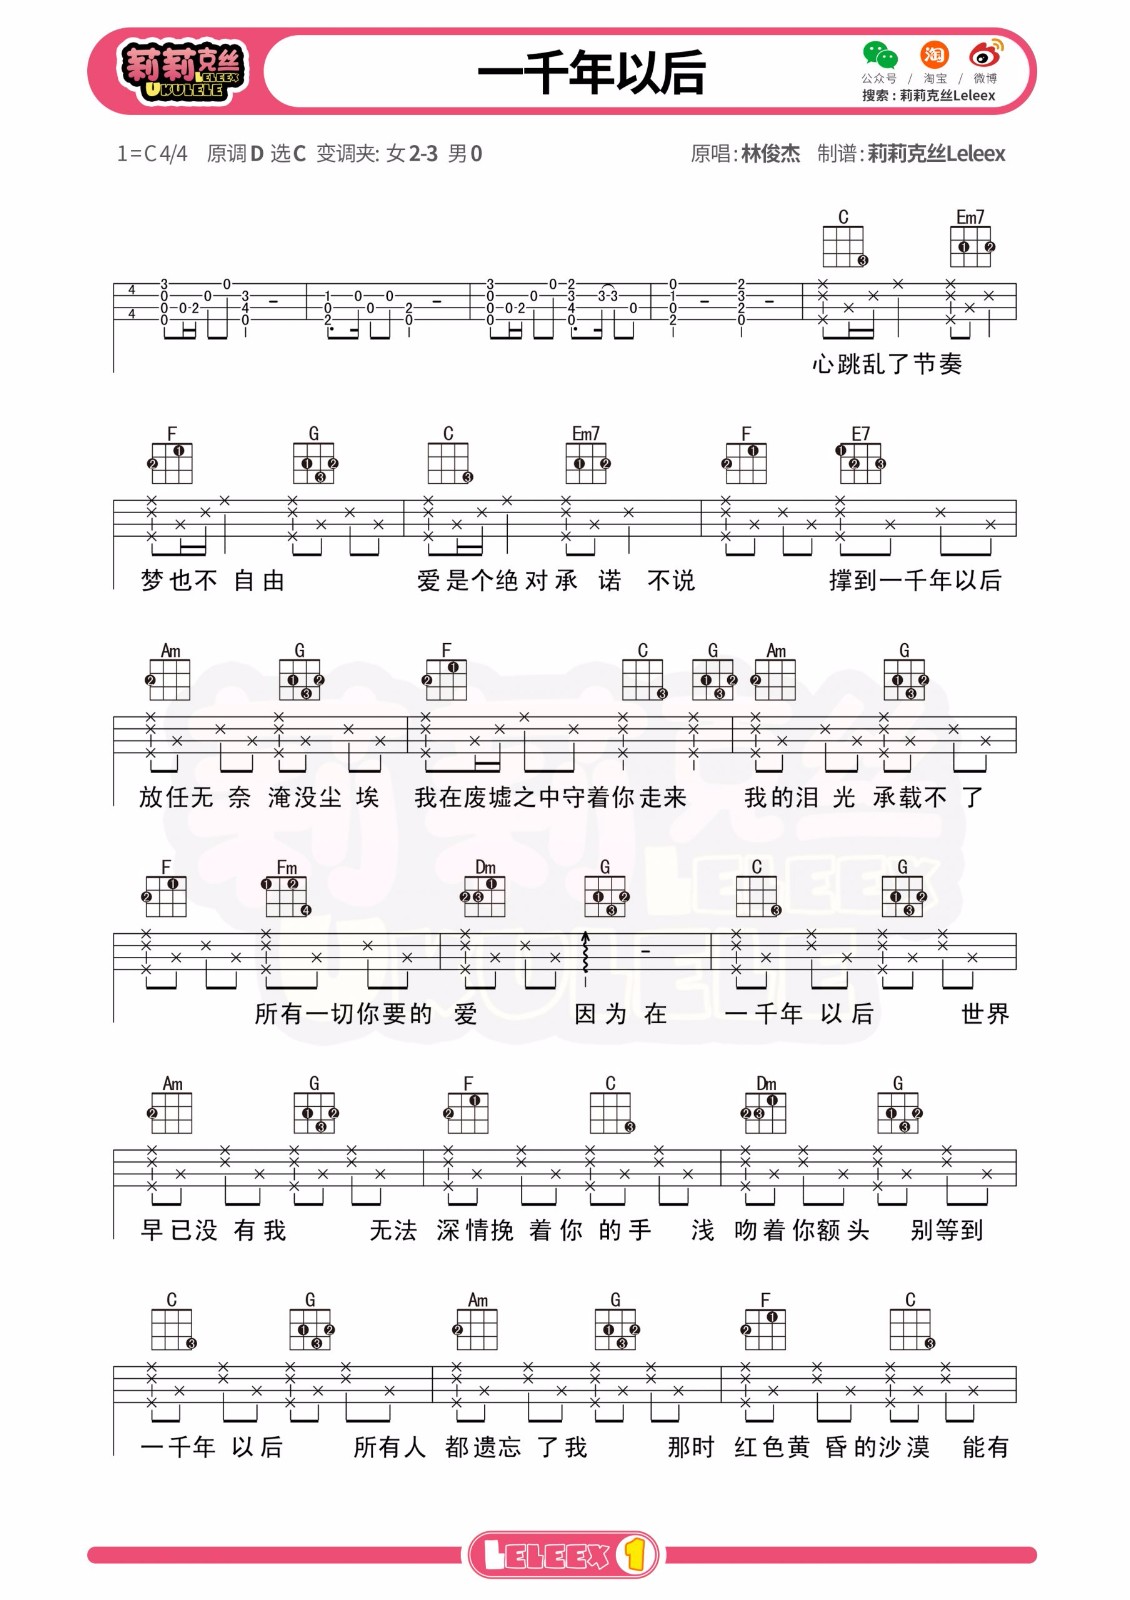 莉莉克丝 LELEEX UKULELE
一千年以后
公众号 / 淘宝 / 微博
搜索：莉莉克丝Leleex
1=C 4/4 原调D 选C 变调夹: 女2-3 男0
原唱：林俊杰 制谱：莉莉克丝Leleex
C Em7
心跳乱了节奏
F G C Em7 F E7
梦也不 自由 爱是个绝对承 诺 不说 撑到一千年以后
Am G F C G Am G
放任无 奈 淹没尘 埃 我在废墟之中守着你走来 我的泪 光 承载不 了
F Fm Dm G C G
所有一切你要的 爱 因为在 一千年 以后 世界
Am G F C Dm G
早已没 有我 无法 深情挽 着你 的手 浅 吻着你额头 别等到
C G Am G F C
一千年 以后 所有人 都遗忘 了我 那时 红色黄 昏的沙漠 能有
LELEEX 1